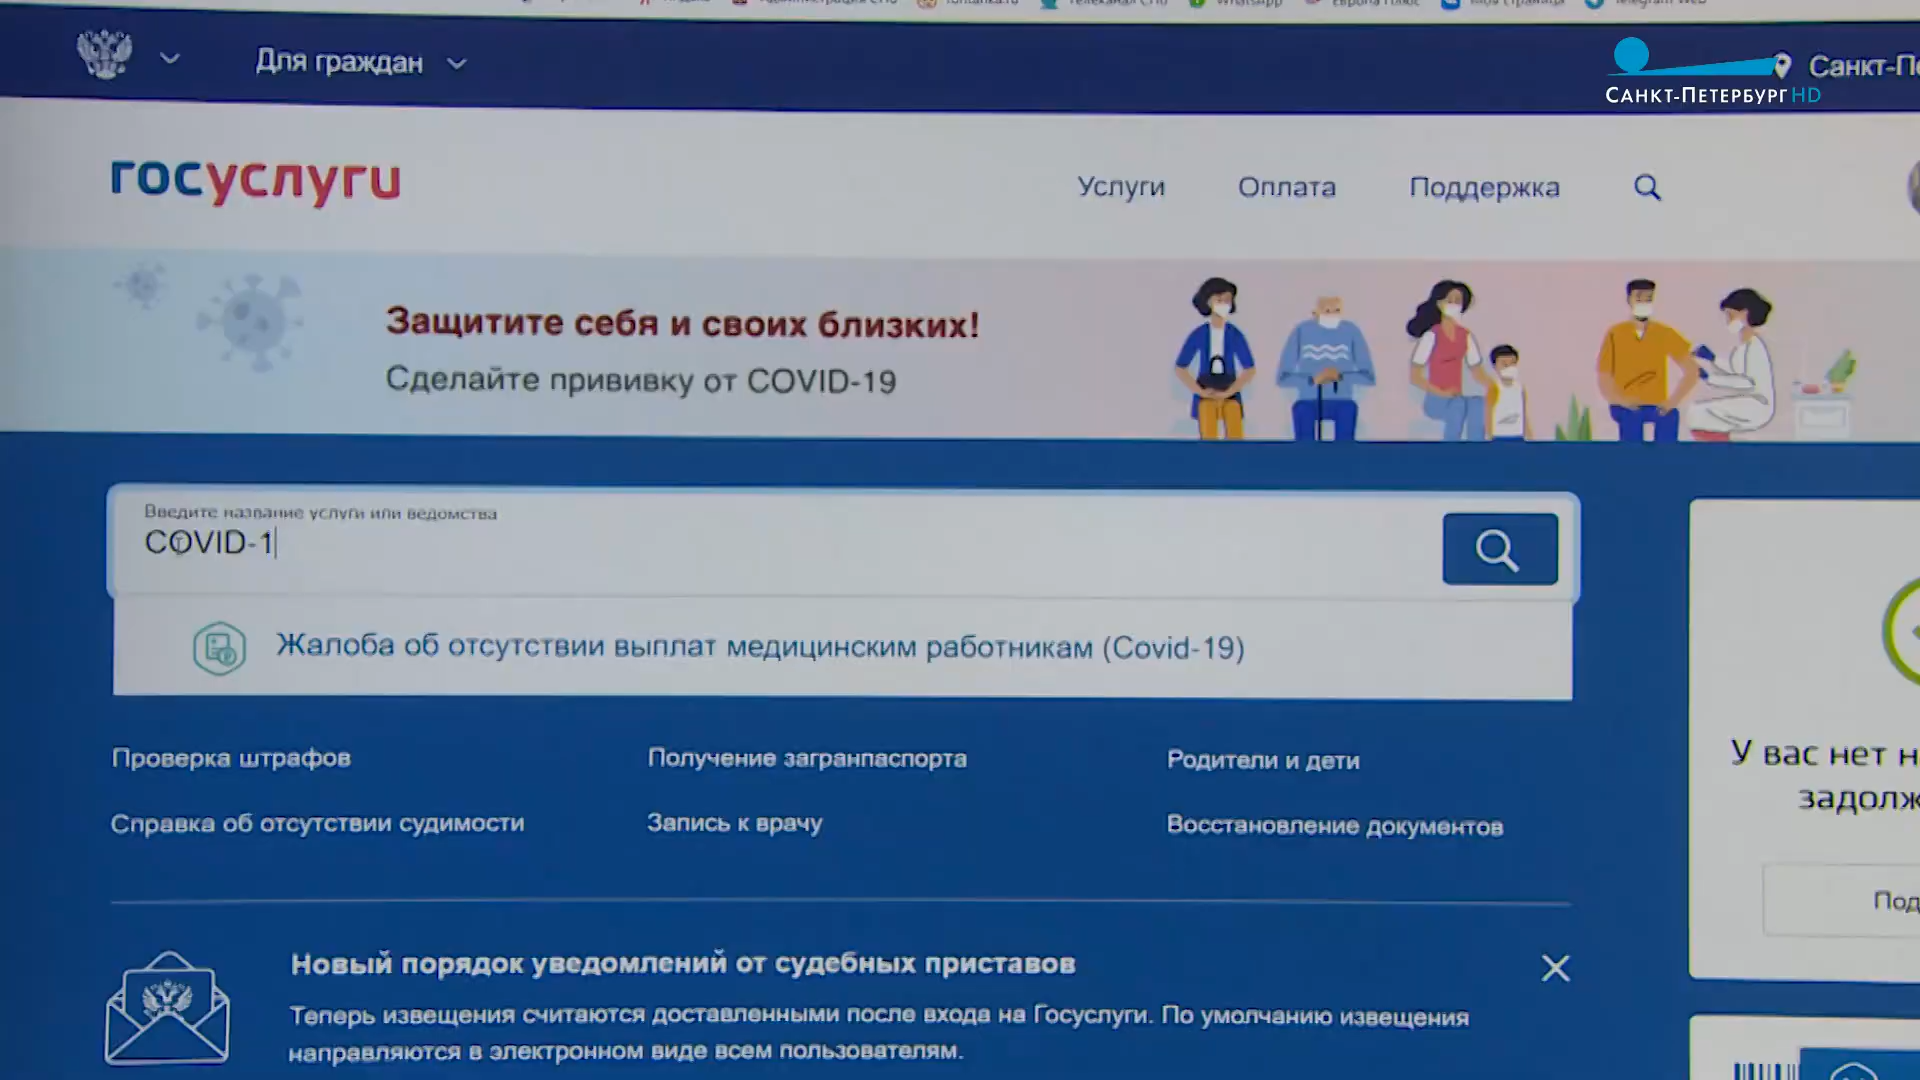 Для граждан
Санкт-Пе
САНКТ-ПЕТЕРБУРГ HD
госуслуги
Услуги
Оплата
Поддержка
Защитите себя и своих близких!
Сделайте прививку от COVID-19
Введите название услуги или ведомства
COVID-1
Жалоба об отсутствии выплат медицинским работникам (Covid-19)
Проверка штрафов
Получение загранпаспорта
Родители и дети
Справка об отсутствии судимости
Запись к врачу
Восстановление документов
У вас нет н
задолж
Под
Новый порядок уведомлений от судебных приставов
Теперь извещения считаются доставленными после входа на Госуслуги. По умолчанию извещения
направляются в электронном виде всем пользователям.